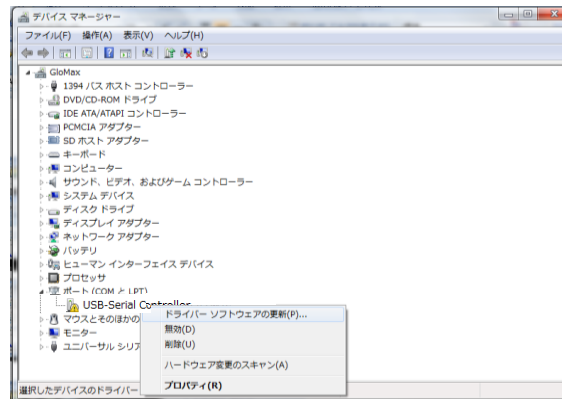 デバイス マネージャー
ファイル(F) 操作(A) 表示(V) ヘルプ(H)
GloMax
1394 バス ホスト コントローラー
DVD/CD-ROM ドライブ
IDE ATA/ATAPI コントローラー
PCMCIA アダプター
SD ホスト アダプター
キーボード
コンピューター
サウンド、ビデオ、およびゲーム コントローラー
システム デバイス
ディスク ドライブ
ディスプレイ アダプター
ネットワーク アダプター
バッテリ
ヒューマン インターフェイス デバイス
プロセッサ
ポート (COM と LPT)
USB-Serial Controller
ドライバー ソフトウェアの更新(P)...
マウスとそのほかの
無効(D)
モニター
削除(U)
ユニバーサル シリア
ハードウェア変更のスキャン(A)
プロパティ(R)
選択したデバイスのドライバー